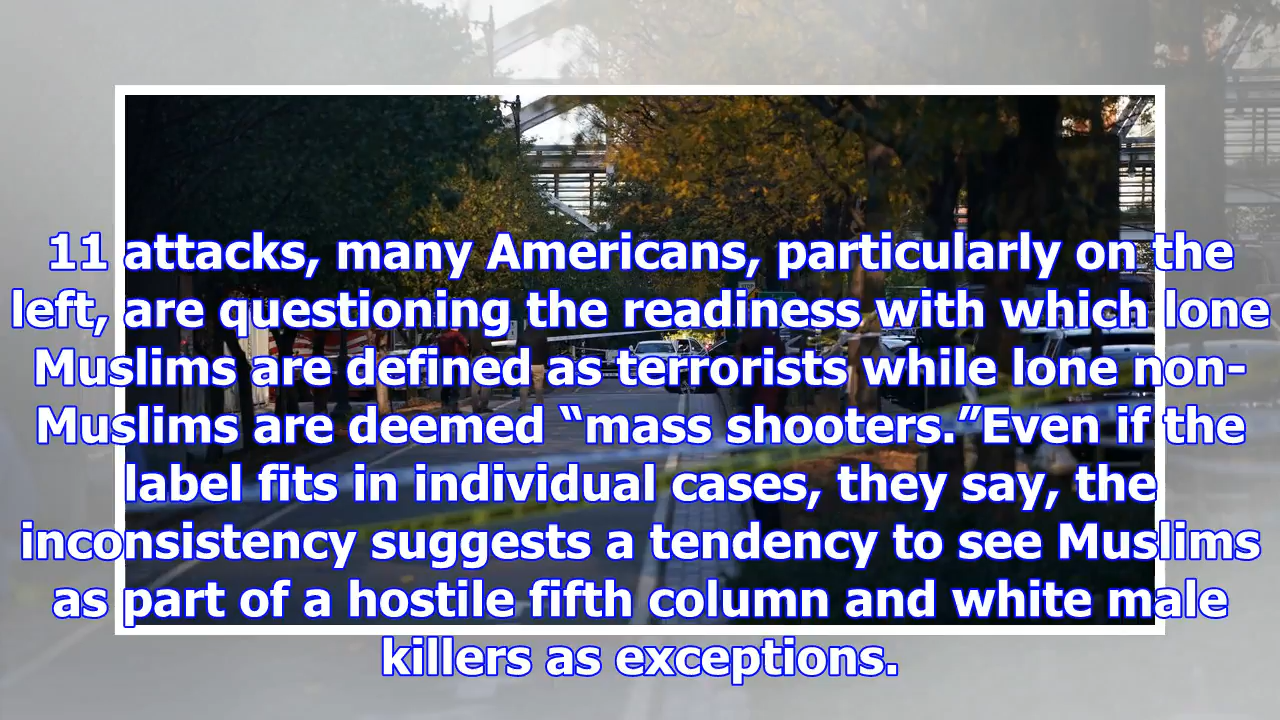 11 attacks, many Americans, particularly on the
left, are questioning the readiness with which lone
Muslims are defined as terrorists while lone non-
Muslims are deemed “mass shooters.”Even if the
label fits in individual cases, they say, the
inconsistency suggests a tendency to see Muslims
as part of a hostile fifth column and white male
killers as exceptions.